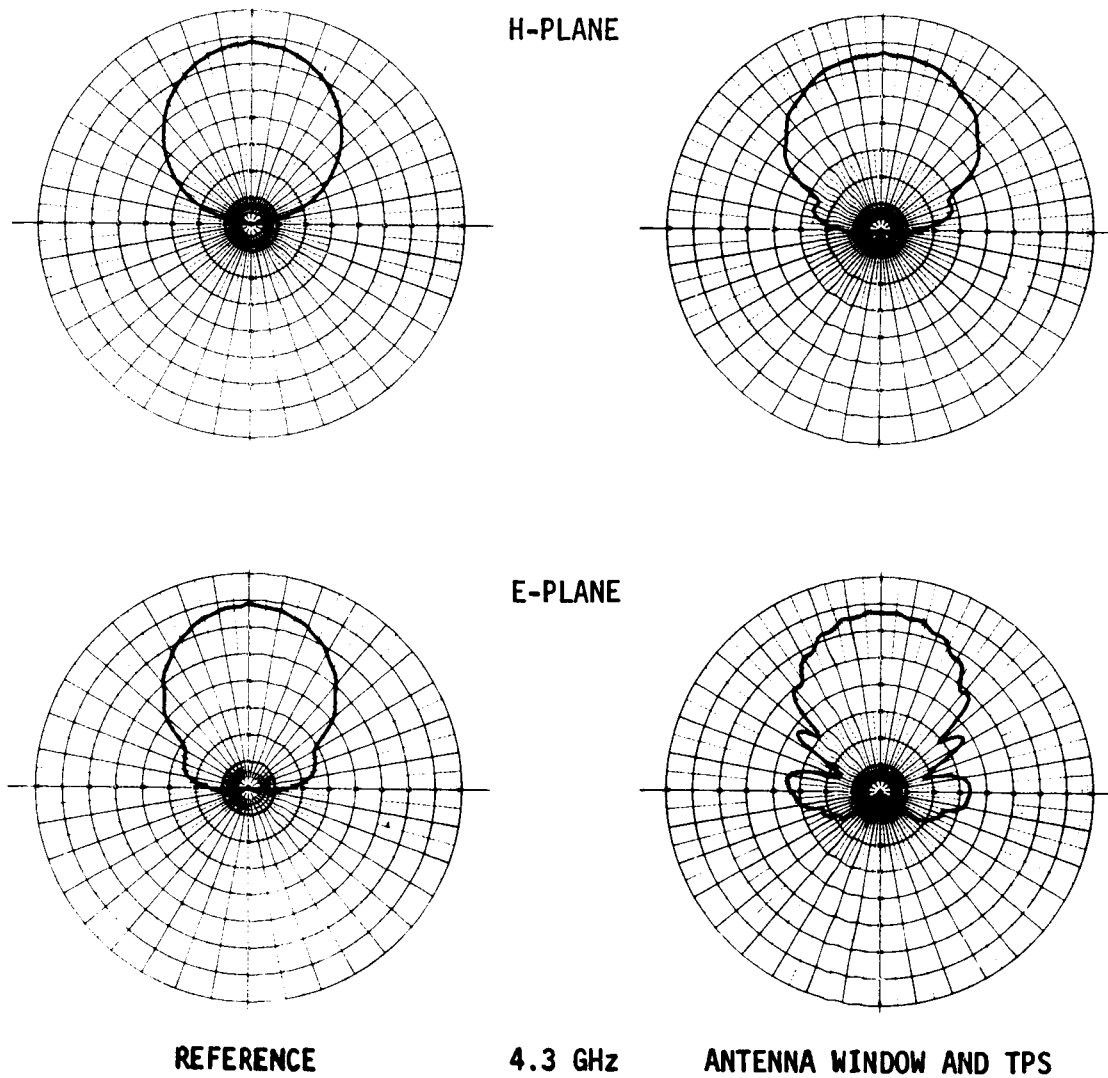 H-PLANE
E-PLANE
REFERENCE
4.3 GHz
ANTENNA WINDOW AND TPS